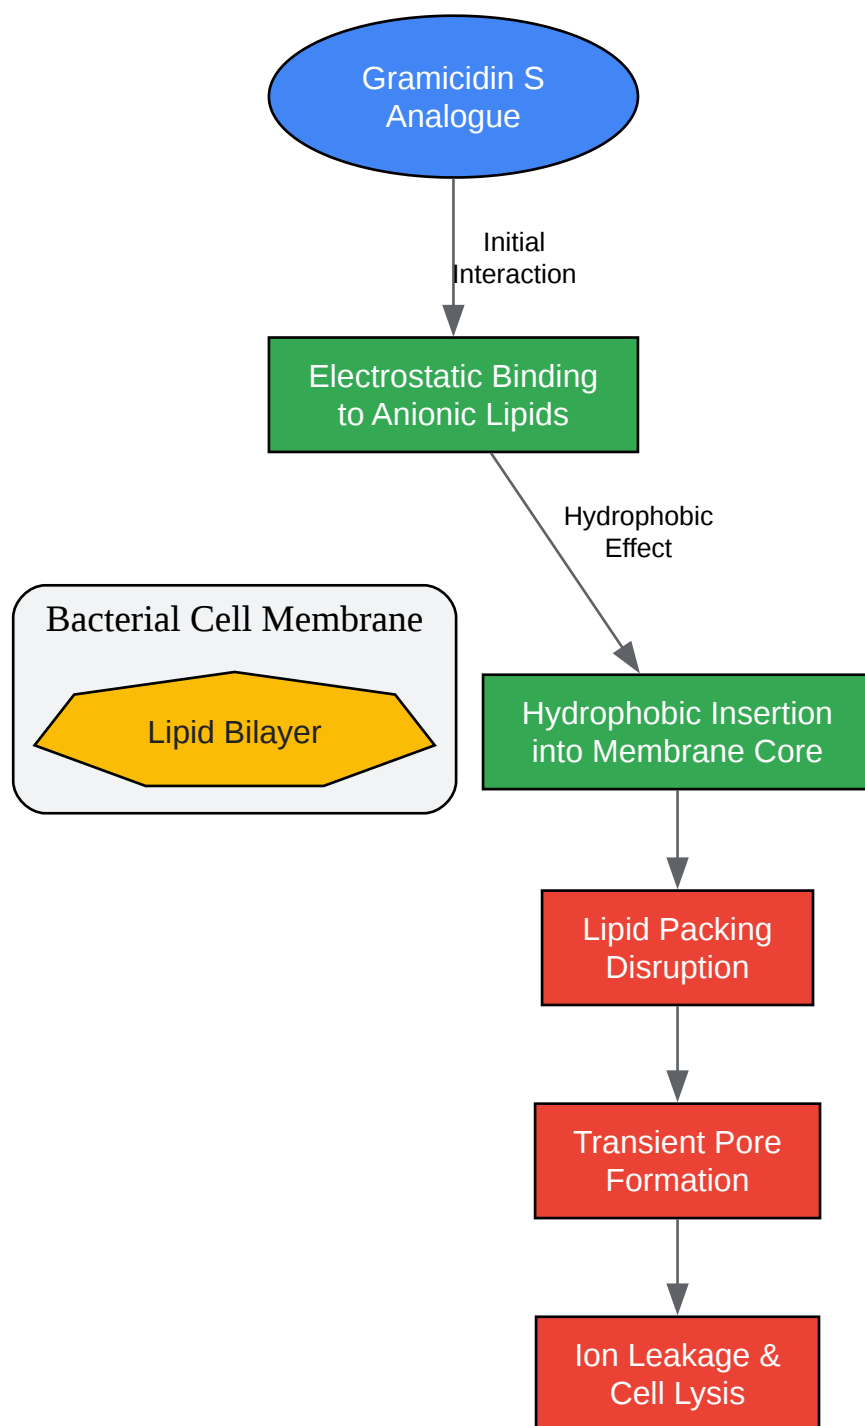 Gramicidin S
Analogue
Initial
Interaction
Electrostatic Binding
to Anionic Lipids
Hydrophobic
Effect
Bacterial Cell Membrane
Lipid Bilayer
Hydrophobic Insertion
into Membrane Core
Lipid Packing
Disruption
Transient Pore
Formation
Ion Leakage &
Cell Lysis